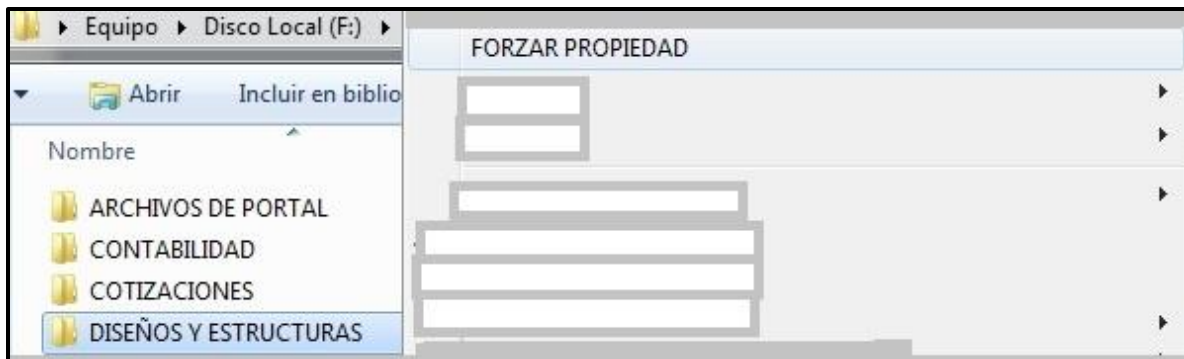 Equipo ▸ Disco Local (F:) ▸
FORZAR PROPIEDAD
Abrir Incluir en biblio
Nombre
ARCHIVOS DE PORTAL
CONTABILIDAD
COTIZACIONES
DISEÑOS Y ESTRUCTURAS